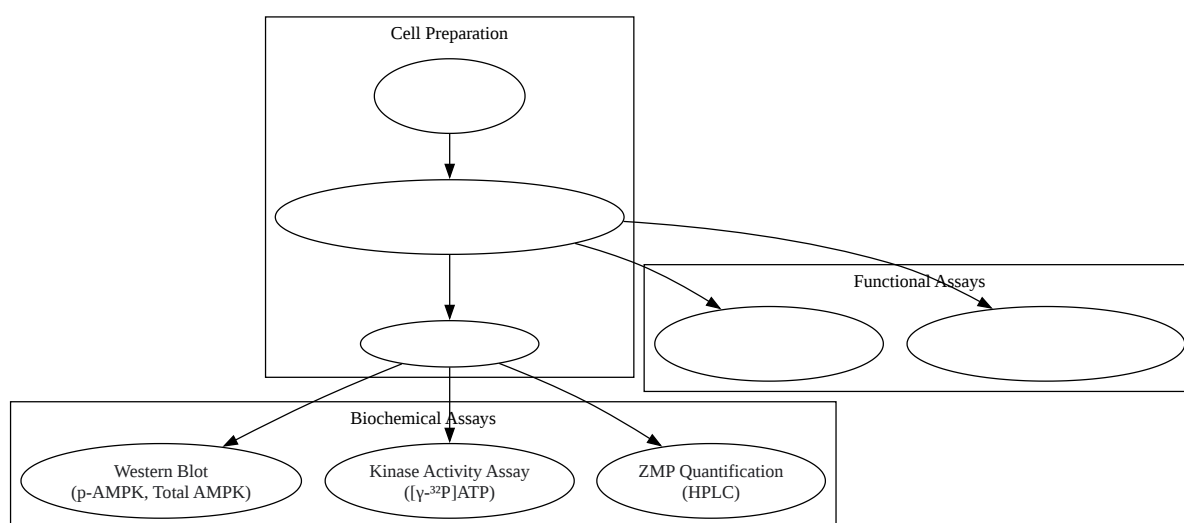 Cell Preparation
Functional Assays
Biochemical Assays
Western Blot
(p-AMPK, Total AMPK)
Kinase Activity Assay
([γ-³²P]ATP)
ZMP Quantification
(HPLC)